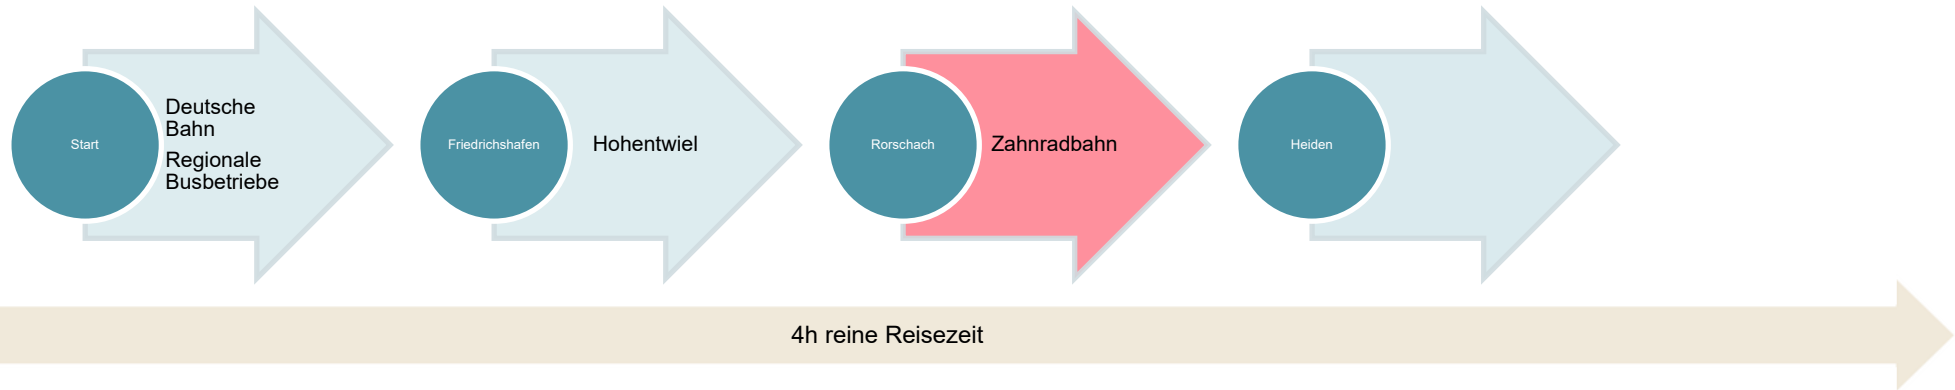 Start
Deutsche
Bahn
Regionale
Busbetriebe
Friedrichshafen
Hohentwiel
Rorschach
Zahnradbahn
Heiden
4h reine Reisezeit